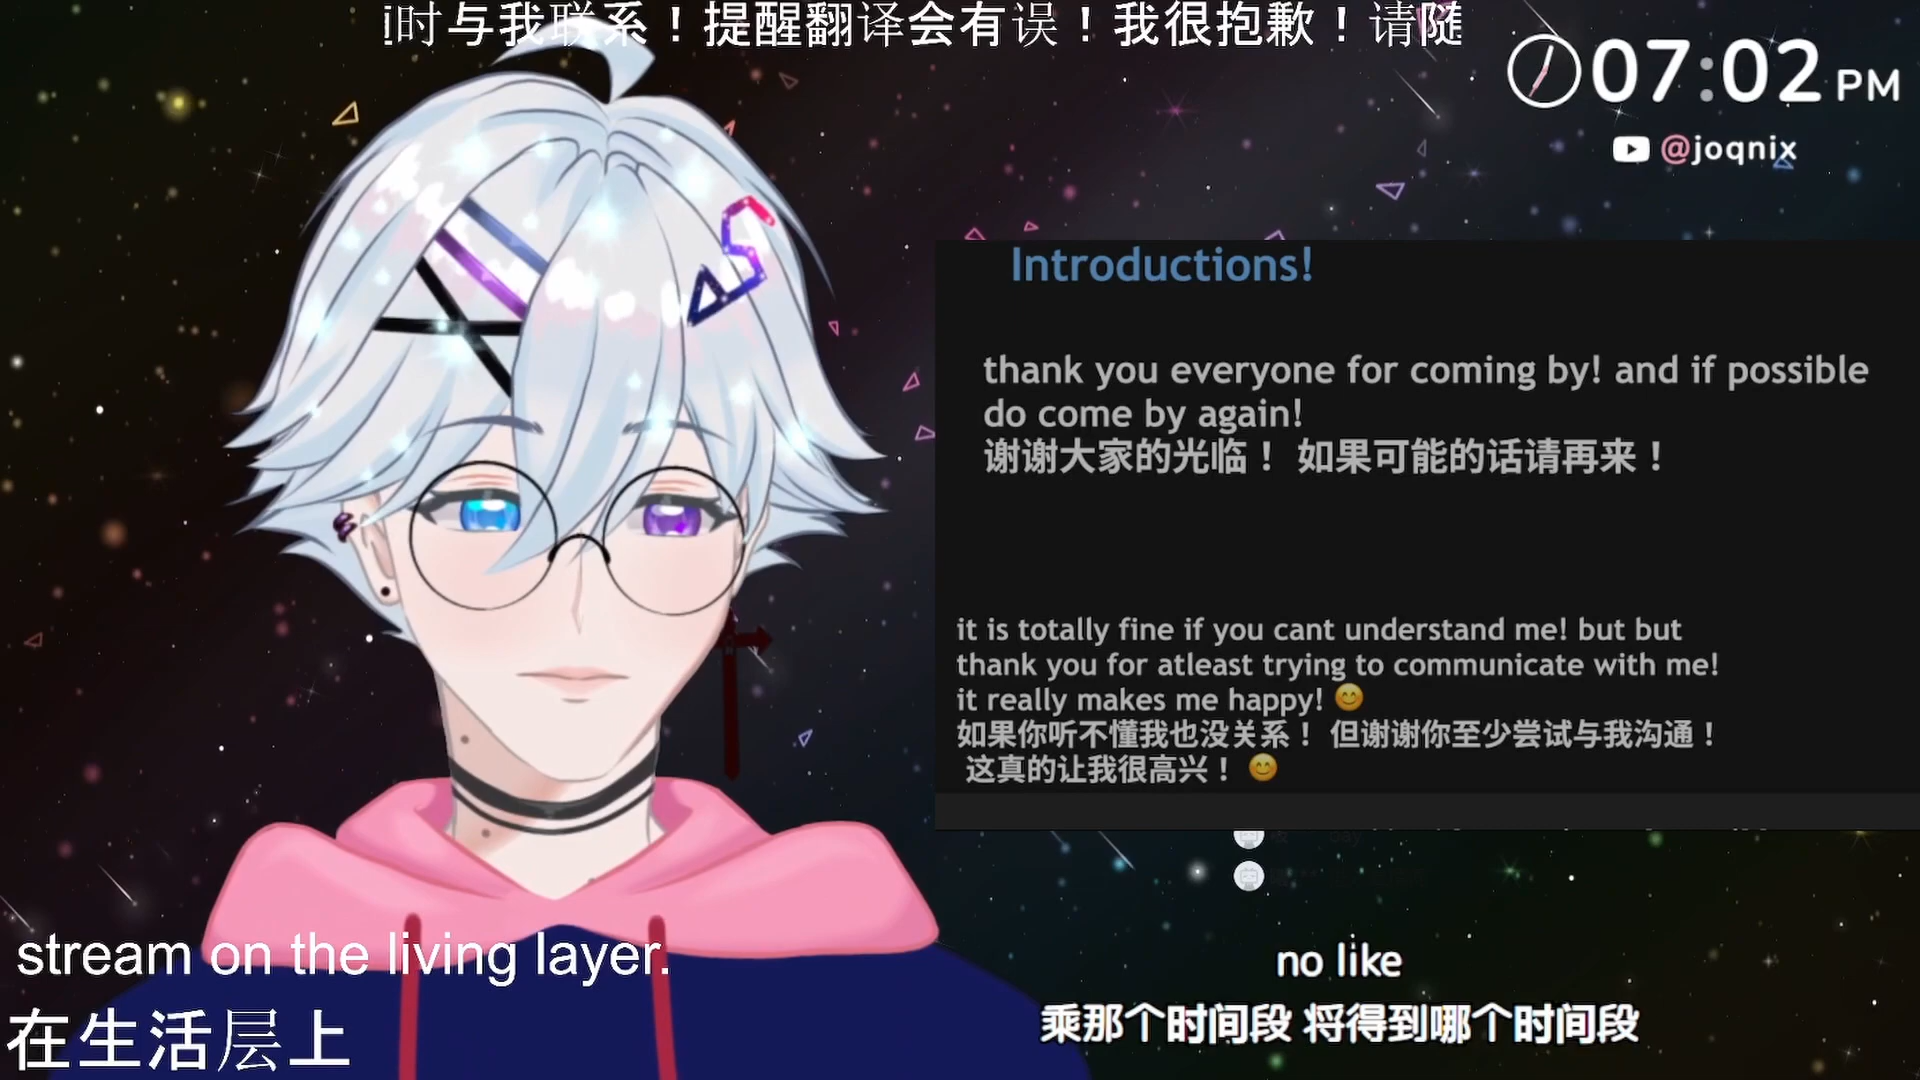 时与我联系！提醒翻译会有误！我很抱歉！请随
07:02 PM
@joqnix
Introductions!
thank you everyone for coming by! and if possible
do come by again!
谢谢大家的光临！ 如果可能的话请再来！
it is totally fine if you cant understand me! but but
thank you for atleast trying to communicate with me!
it really makes me happy! 😊
如果你听不懂我也没关系！ 但谢谢你至少尝试与我沟通！
这真的让我很高兴！ 😊
stream on the living layer.
在生活层上
no like
乘那个时间段 将得到哪个时间段